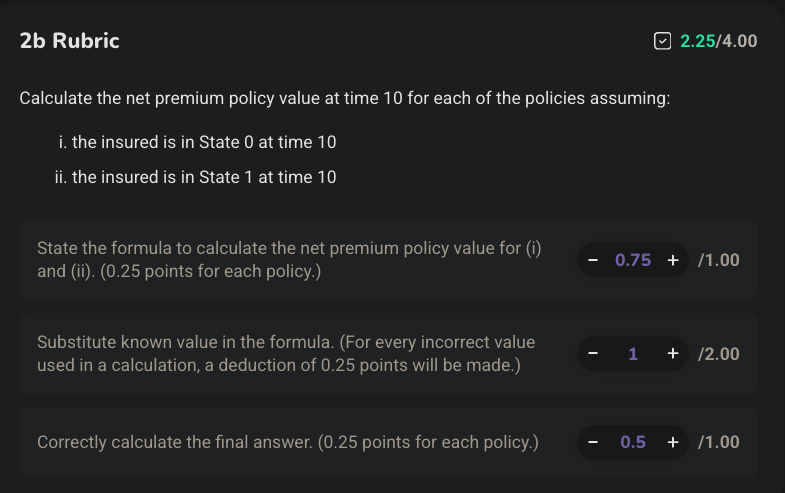 2b Rubric
2.25/4.00
Calculate the net premium policy value at time 10 for each of the policies assuming:
i. the insured is in State 0 at time 10
ii. the insured is in State 1 at time 10
State the formula to calculate the net premium policy value for (i)
and (ii). (0.25 points for each policy.)
− 0.75 + /1.00
Substitute known value in the formula. (For every incorrect value
used in a calculation, a deduction of 0.25 points will be made.)
− 1 + /2.00
Correctly calculate the final answer. (0.25 points for each policy.)
− 0.5 + /1.00